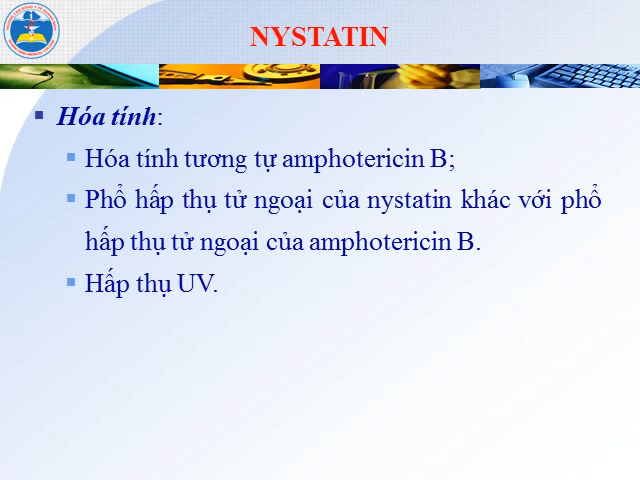 NYSTATIN
Hóa tính:
Hóa tính tương tự amphotericin B;
Phổ hấp thụ tử ngoại của nystatin khác với phổ
hấp thụ tử ngoại của amphotericin B.
Hấp thụ UV.